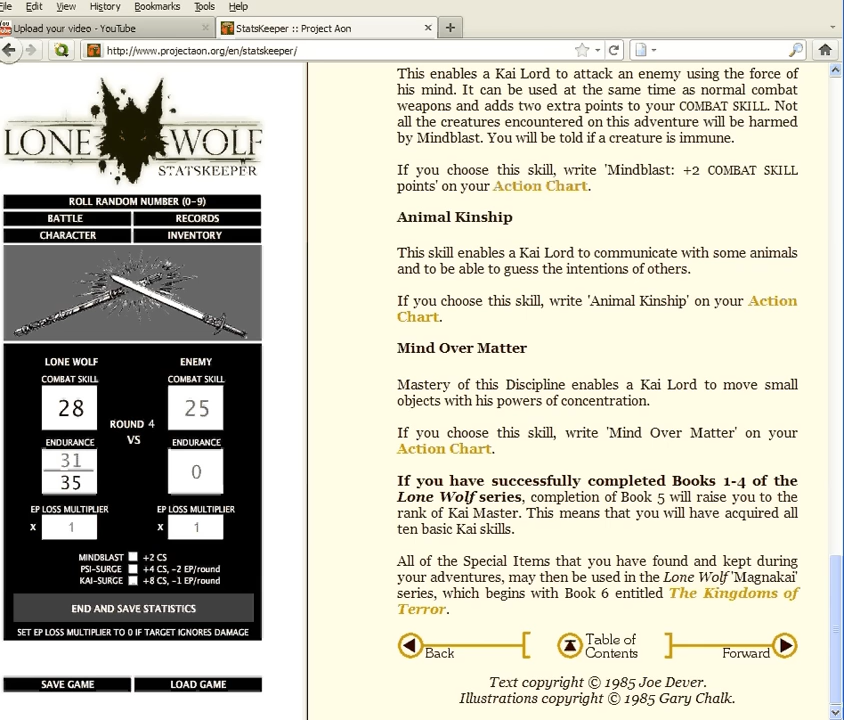 File Edit View History Bookmarks Tools Help
Upload your video - YouTube StatsKeeper :: Project Aon
http://www.projectaon.org/en/statskeeper/
LONE WOLF
STATSKEEPER
ROLL RANDOM NUMBER (0-9)
BATTLE RECORDS
CHARACTER INVENTORY
LONE WOLF ENEMY
COMBAT SKILL COMBAT SKILL
28 25
ROUND 4
VS
ENDURANCE ENDURANCE
31 0
35
EP LOSS MULTIPLIER EP LOSS MULTIPLIER
x 1 x 1
MINDBLAST +2 CS
PSI-SURGE +4 CS, -2 EP/round
KAI-SURGE +8 CS, -1 EP/round
END AND SAVE STATISTICS
SET EP LOSS MULTIPLIER TO 0 IF TARGET IGNORES DAMAGE
SAVE GAME LOAD GAME
This enables a Kai Lord to attack an enemy using the force of
his mind. It can be used at the same time as normal combat
weapons and adds two extra points to your COMBAT SKILL. Not
all the creatures encountered on this adventure will be harmed
by Mindblast. You will be told if a creature is immune.
If you choose this skill, write 'Mindblast: +2 COMBAT SKILL
points' on your Action Chart.
Animal Kinship
This skill enables a Kai Lord to communicate with some animals
and to be able to guess the intentions of others.
If you choose this skill, write 'Animal Kinship' on your Action
Chart.
Mind Over Matter
Mastery of this Discipline enables a Kai Lord to move small
objects with his powers of concentration.
If you choose this skill, write 'Mind Over Matter' on your
Action Chart.
If you have successfully completed Books 1-4 of the
Lone Wolf series, completion of Book 5 will raise you to the
rank of Kai Master. This means that you will have acquired all
ten basic Kai skills.
All of the Special Items that you have found and kept during
your adventures, may then be used in the Lone Wolf 'Magnakai'
series, which begins with Book 6 entitled The Kingdoms of
Terror.
Back Table of Contents Forward
Text copyright © 1985 Joe Dever.
Illustrations copyright © 1985 Gary Chalk.